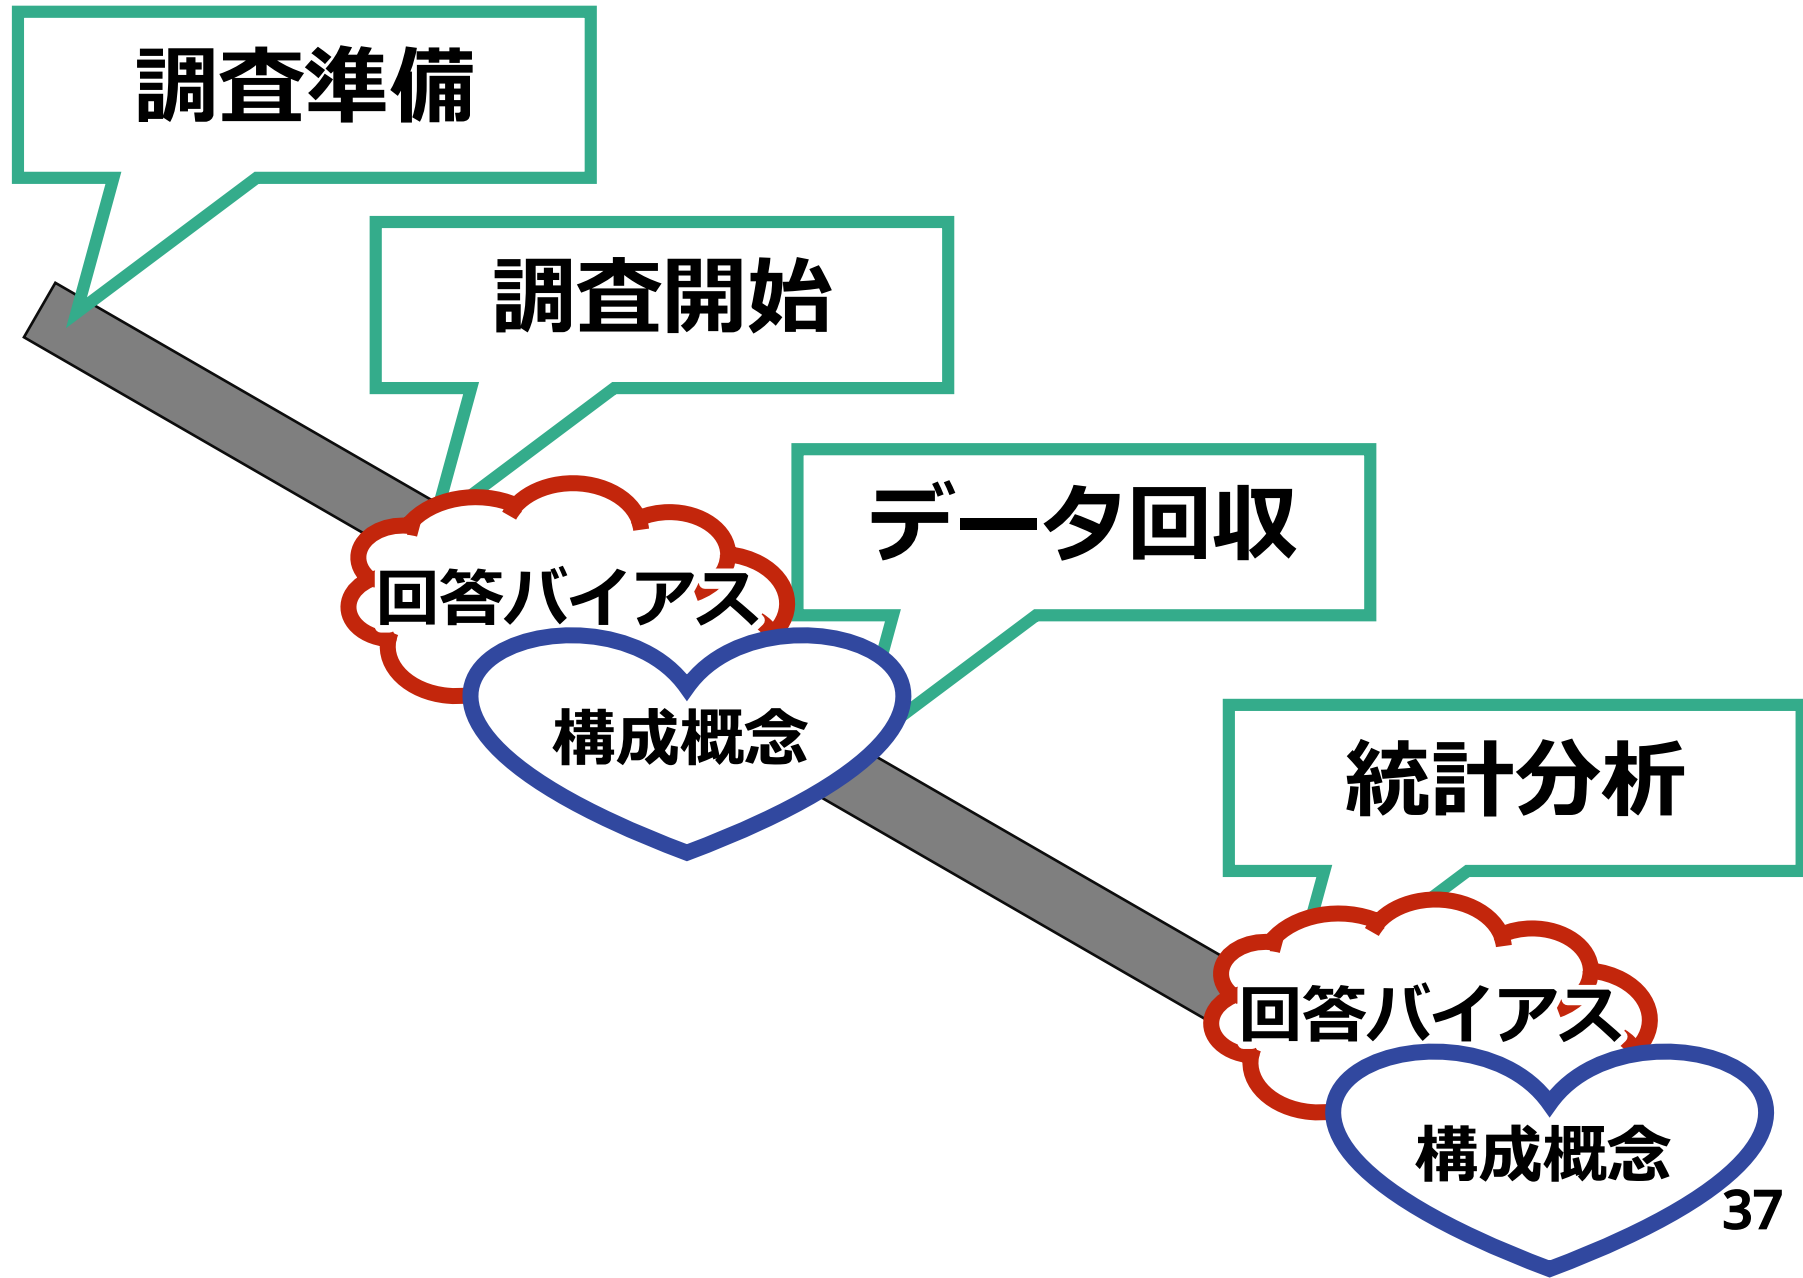 調査準備
調査開始
データ回収
回答バイアス
構成概念
統計分析
回答バイアス
構成概念
37